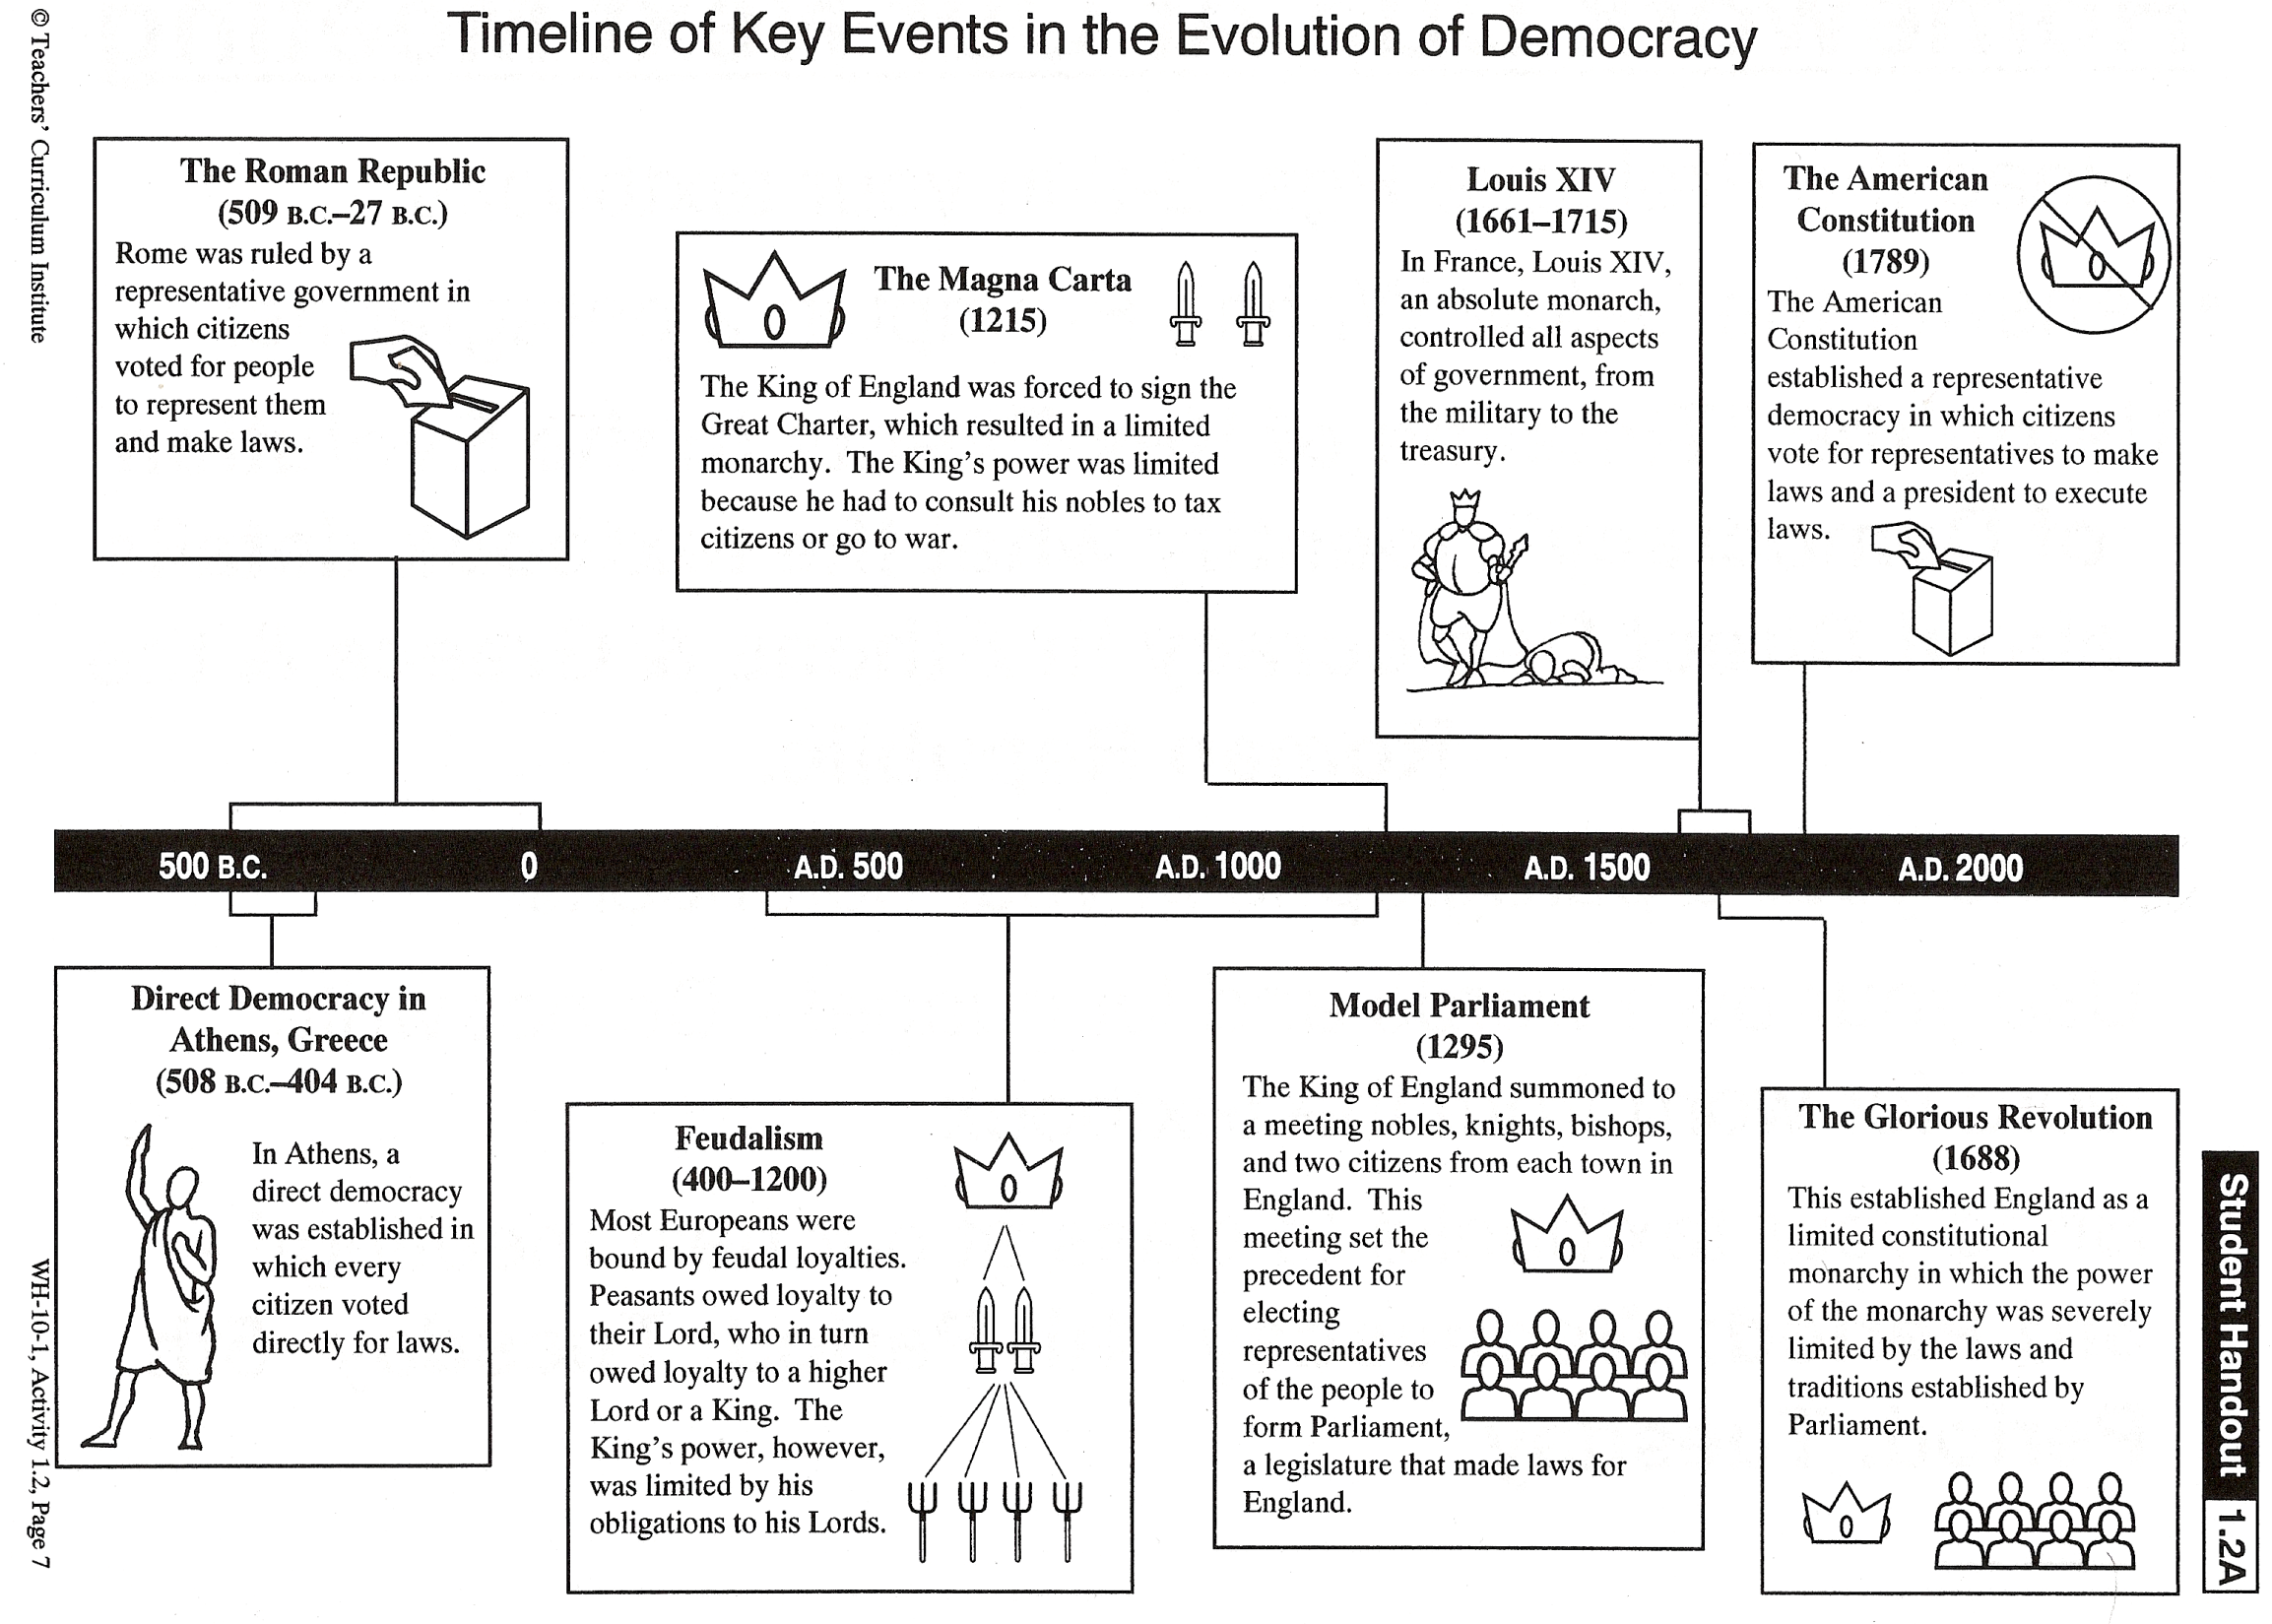 Timeline of Key Events in the Evolution of Democracy
© Teachers' Curriculum Institute
The Roman Republic
(509 B.C.–27 B.C.)
Rome was ruled by a
representative government in
which citizens
voted for people
to represent them
and make laws.
The Magna Carta
(1215)
The King of England was forced to sign the
Great Charter, which resulted in a limited
monarchy. The King's power was limited
because he had to consult his nobles to tax
citizens or go to war.
Louis XIV
(1661–1715)
In France, Louis XIV,
an absolute monarch,
controlled all aspects
of government, from
the military to the
treasury.
The American
Constitution
(1789)
The American
Constitution
established a representative
democracy in which citizens
vote for representatives to make
laws and a president to execute
laws.
500 B.C. 0 A.D. 500 A.D. 1000 A.D. 1500 A.D. 2000
Direct Democracy in
Athens, Greece
(508 B.C.–404 B.C.)
In Athens, a
direct democracy
was established in
which every
citizen voted
directly for laws.
Feudalism
(400–1200)
Most Europeans were
bound by feudal loyalties.
Peasants owed loyalty to
their Lord, who in turn
owed loyalty to a higher
Lord or a King. The
King's power, however,
was limited by his
obligations to his Lords.
Model Parliament
(1295)
The King of England summoned to
a meeting nobles, knights, bishops,
and two citizens from each town in
England. This
meeting set the
precedent for
electing
representatives
of the people to
form Parliament,
a legislature that made laws for
England.
The Glorious Revolution
(1688)
This established England as a
limited constitutional
monarchy in which the power
of the monarchy was severely
limited by the laws and
traditions established by
Parliament.
WH-10-1, Activity 1.2, Page 7
Student Handout 1.2A